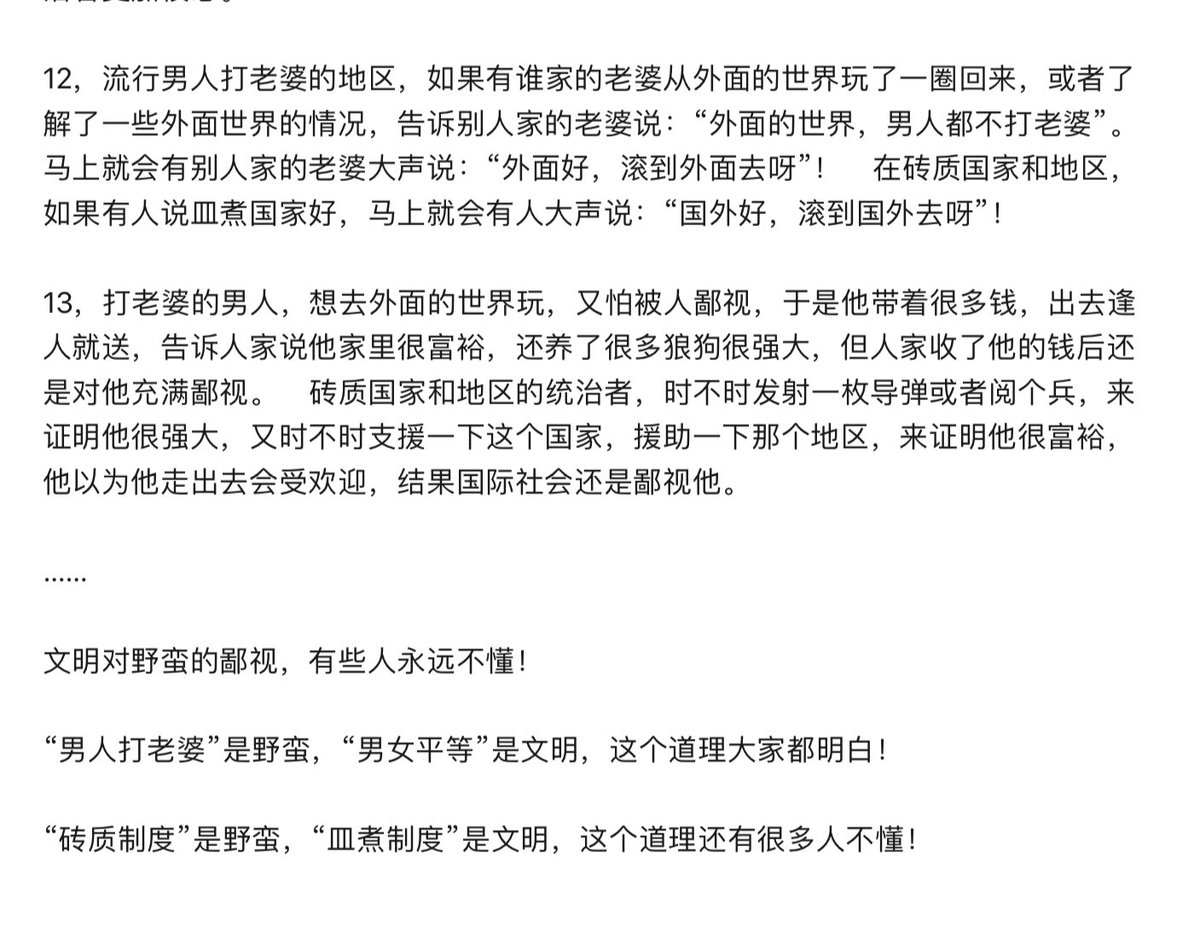 12，流行男人打老婆的地区，如果有谁家的老婆从外面的世界玩了一圈回来，或者了
解了一些外面世界的情况，告诉别人家的老婆说：“外面的世界，男人都不打老婆”。
马上就会有别人家的老婆大声说：“外面好，滚到外面去呀”！　在砖质国家和地区，
如果有人说皿煮国家好，马上就会有人大声说：“国外好，滚到国外去呀”！
13，打老婆的男人，想去外面的世界玩，又怕被人鄙视，于是他带着很多钱，出去逢
人就送，告诉人家说他家里很富裕，还养了很多狼狗很强大，但人家收了他的钱后还
是对他充满鄙视。　砖质国家和地区的统治者，时不时发射一枚导弹或者阅个兵，来
证明他很强大，又时不时支援一下这个国家，援助一下那个地区，来证明他很富裕，
他以为他走出去会受欢迎，结果国际社会还是鄙视他。
……
文明对野蛮的鄙视，有些人永远不懂！
“男人打老婆”是野蛮，“男女平等”是文明，这个道理大家都明白！
“砖质制度”是野蛮，“皿煮制度”是文明，这个道理还有很多人不懂！